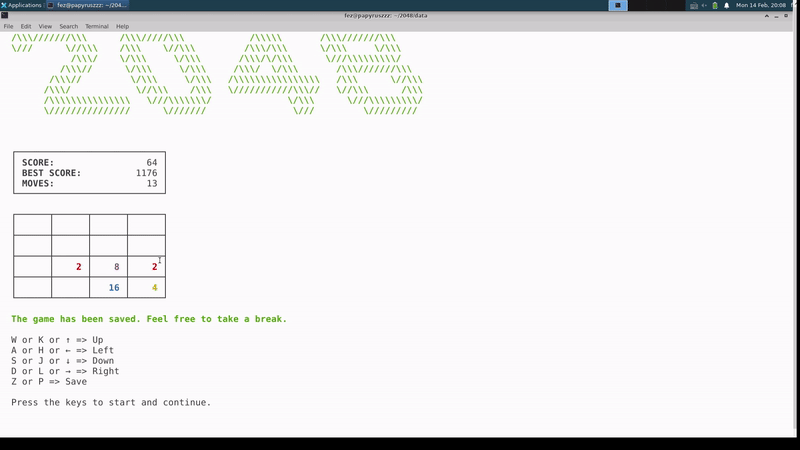 Applications : fez@papyruszzz: ~/204... Mon 14 Feb, 20:08
fez@papyruszzz: ~/2048/data
File Edit View Search Terminal Help
2048
SCORE: 64
BEST SCORE: 1176
MOVES: 13
2 8 2
16 4
The game has been saved. Feel free to take a break.
W or K or ↑ => Up
A or H or ← => Left
S or J or ↓ => Down
D or L or → => Right
Z or P => Save
Press the keys to start and continue.